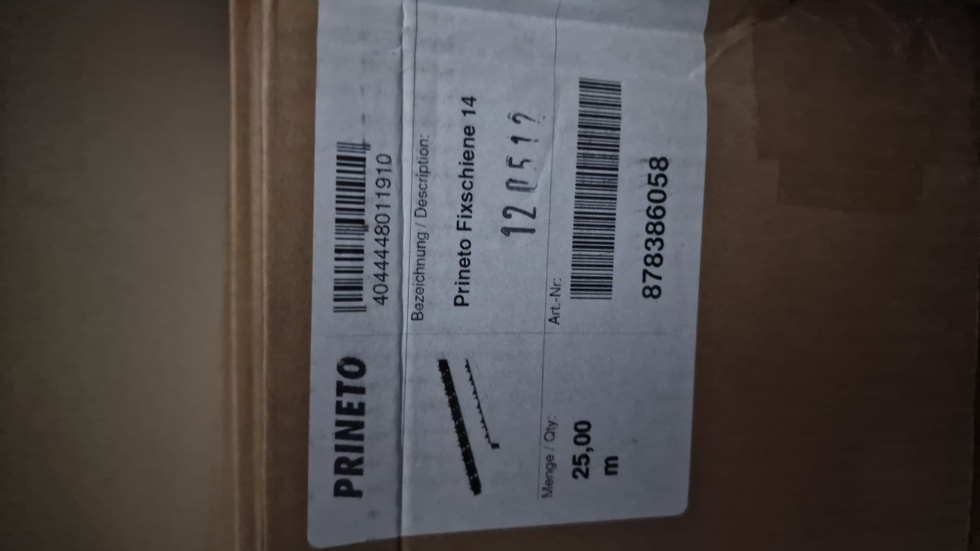 PRINETO
4044448011910
Bezeichnung / Description:
Prineto Fixschiene 14
Menge / Qty:
25,00
m
Art.-Nr:
878386058